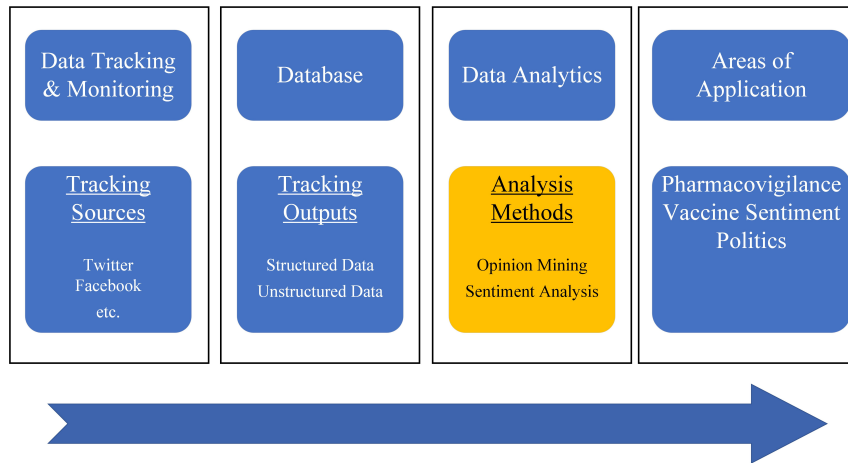 Data Tracking
& Monitoring
Tracking
Sources
Twitter
Facebook
etc.
Database
Tracking
Outputs
Structured Data
Unstructured Data
Data Analytics
Analysis
Methods
Opinion Mining
Sentiment Analysis
Areas of
Application
Pharmacovigilance
Vaccine Sentiment
Politics